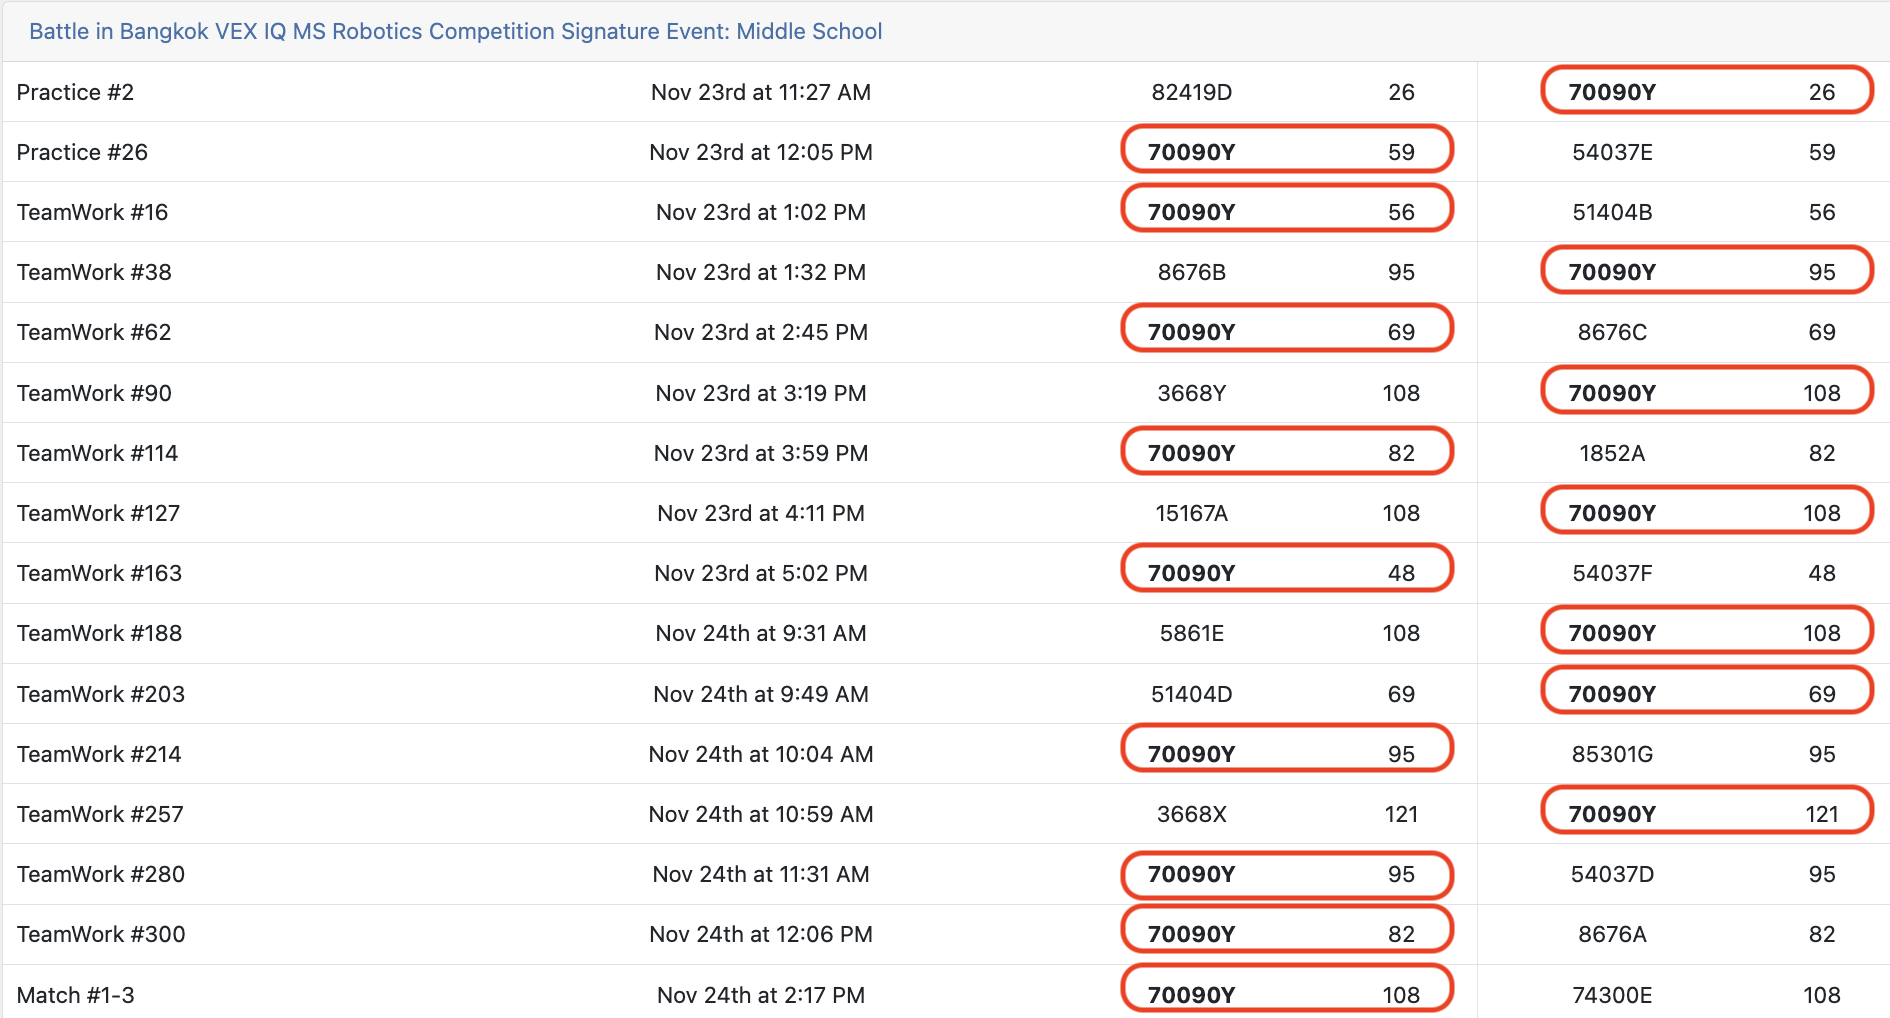 Battle in Bangkok VEX IQ MS Robotics Competition Signature Event: Middle School
Practice #2 Nov 23rd at 11:27 AM 82419D 26 70090Y 26
Practice #26 Nov 23rd at 12:05 PM 70090Y 59 54037E 59
TeamWork #16 Nov 23rd at 1:02 PM 70090Y 56 51404B 56
TeamWork #38 Nov 23rd at 1:32 PM 8676B 95 70090Y 95
TeamWork #62 Nov 23rd at 2:45 PM 70090Y 69 8676C 69
TeamWork #90 Nov 23rd at 3:19 PM 3668Y 108 70090Y 108
TeamWork #114 Nov 23rd at 3:59 PM 70090Y 82 1852A 82
TeamWork #127 Nov 23rd at 4:11 PM 15167A 108 70090Y 108
TeamWork #163 Nov 23rd at 5:02 PM 70090Y 48 54037F 48
TeamWork #188 Nov 24th at 9:31 AM 5861E 108 70090Y 108
TeamWork #203 Nov 24th at 9:49 AM 51404D 69 70090Y 69
TeamWork #214 Nov 24th at 10:04 AM 70090Y 95 85301G 95
TeamWork #257 Nov 24th at 10:59 AM 3668X 121 70090Y 121
TeamWork #280 Nov 24th at 11:31 AM 70090Y 95 54037D 95
TeamWork #300 Nov 24th at 12:06 PM 70090Y 82 8676A 82
Match #1-3 Nov 24th at 2:17 PM 70090Y 108 74300E 108